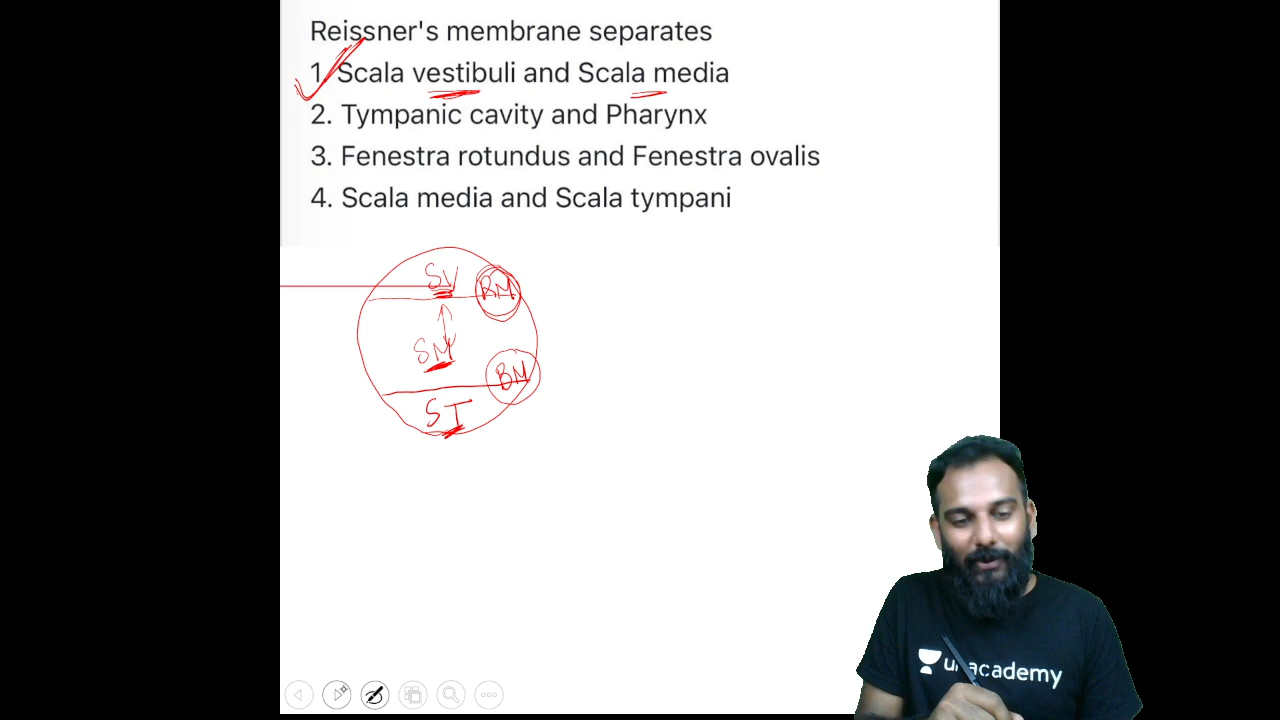 Reissner's membrane separates
1. Scala vestibuli and Scala media
2. Tympanic cavity and Pharynx
3. Fenestra rotundus and Fenestra ovalis
4. Scala media and Scala tympani
SV
RM
SM
BM
ST
unacademy